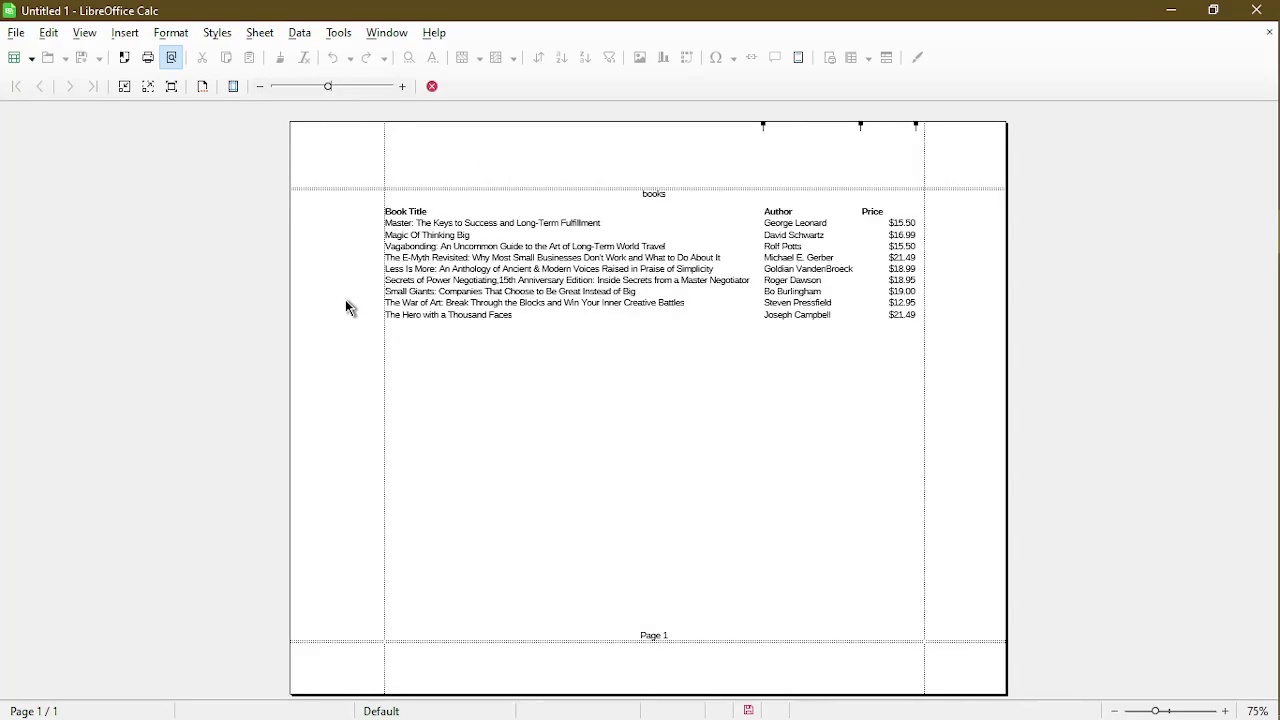 Untitled 1 - LibreOffice Calc
File Edit View Insert Format Styles Sheet Data Tools Window Help
books
Book Title Author Price
Master: The Keys to Success and Long-Term Fulfillment George Leonard $15.50
Magic Of Thinking Big David Schwartz $16.99
Vagabonding: An Uncommon Guide to the Art of Long-Term World Travel Rolf Potts $15.50
The E-Myth Revisited: Why Most Small Businesses Don't Work and What to Do About It Michael E. Gerber $21.49
Less Is More: An Anthology of Ancient & Modern Voices Raised in Praise of Simplicity Goldian VandenBroeck $18.99
Secrets of Power Negotiating,15th Anniversary Edition: Inside Secrets from a Master Negotiator Roger Dawson $18.95
Small Giants: Companies That Choose to Be Great Instead of Big Bo Burlingham $19.00
The War of Art: Break Through the Blocks and Win Your Inner Creative Battles Steven Pressfield $12.95
The Hero with a Thousand Faces Joseph Campbell $21.49
Page 1
Page 1 / 1 Default 75%